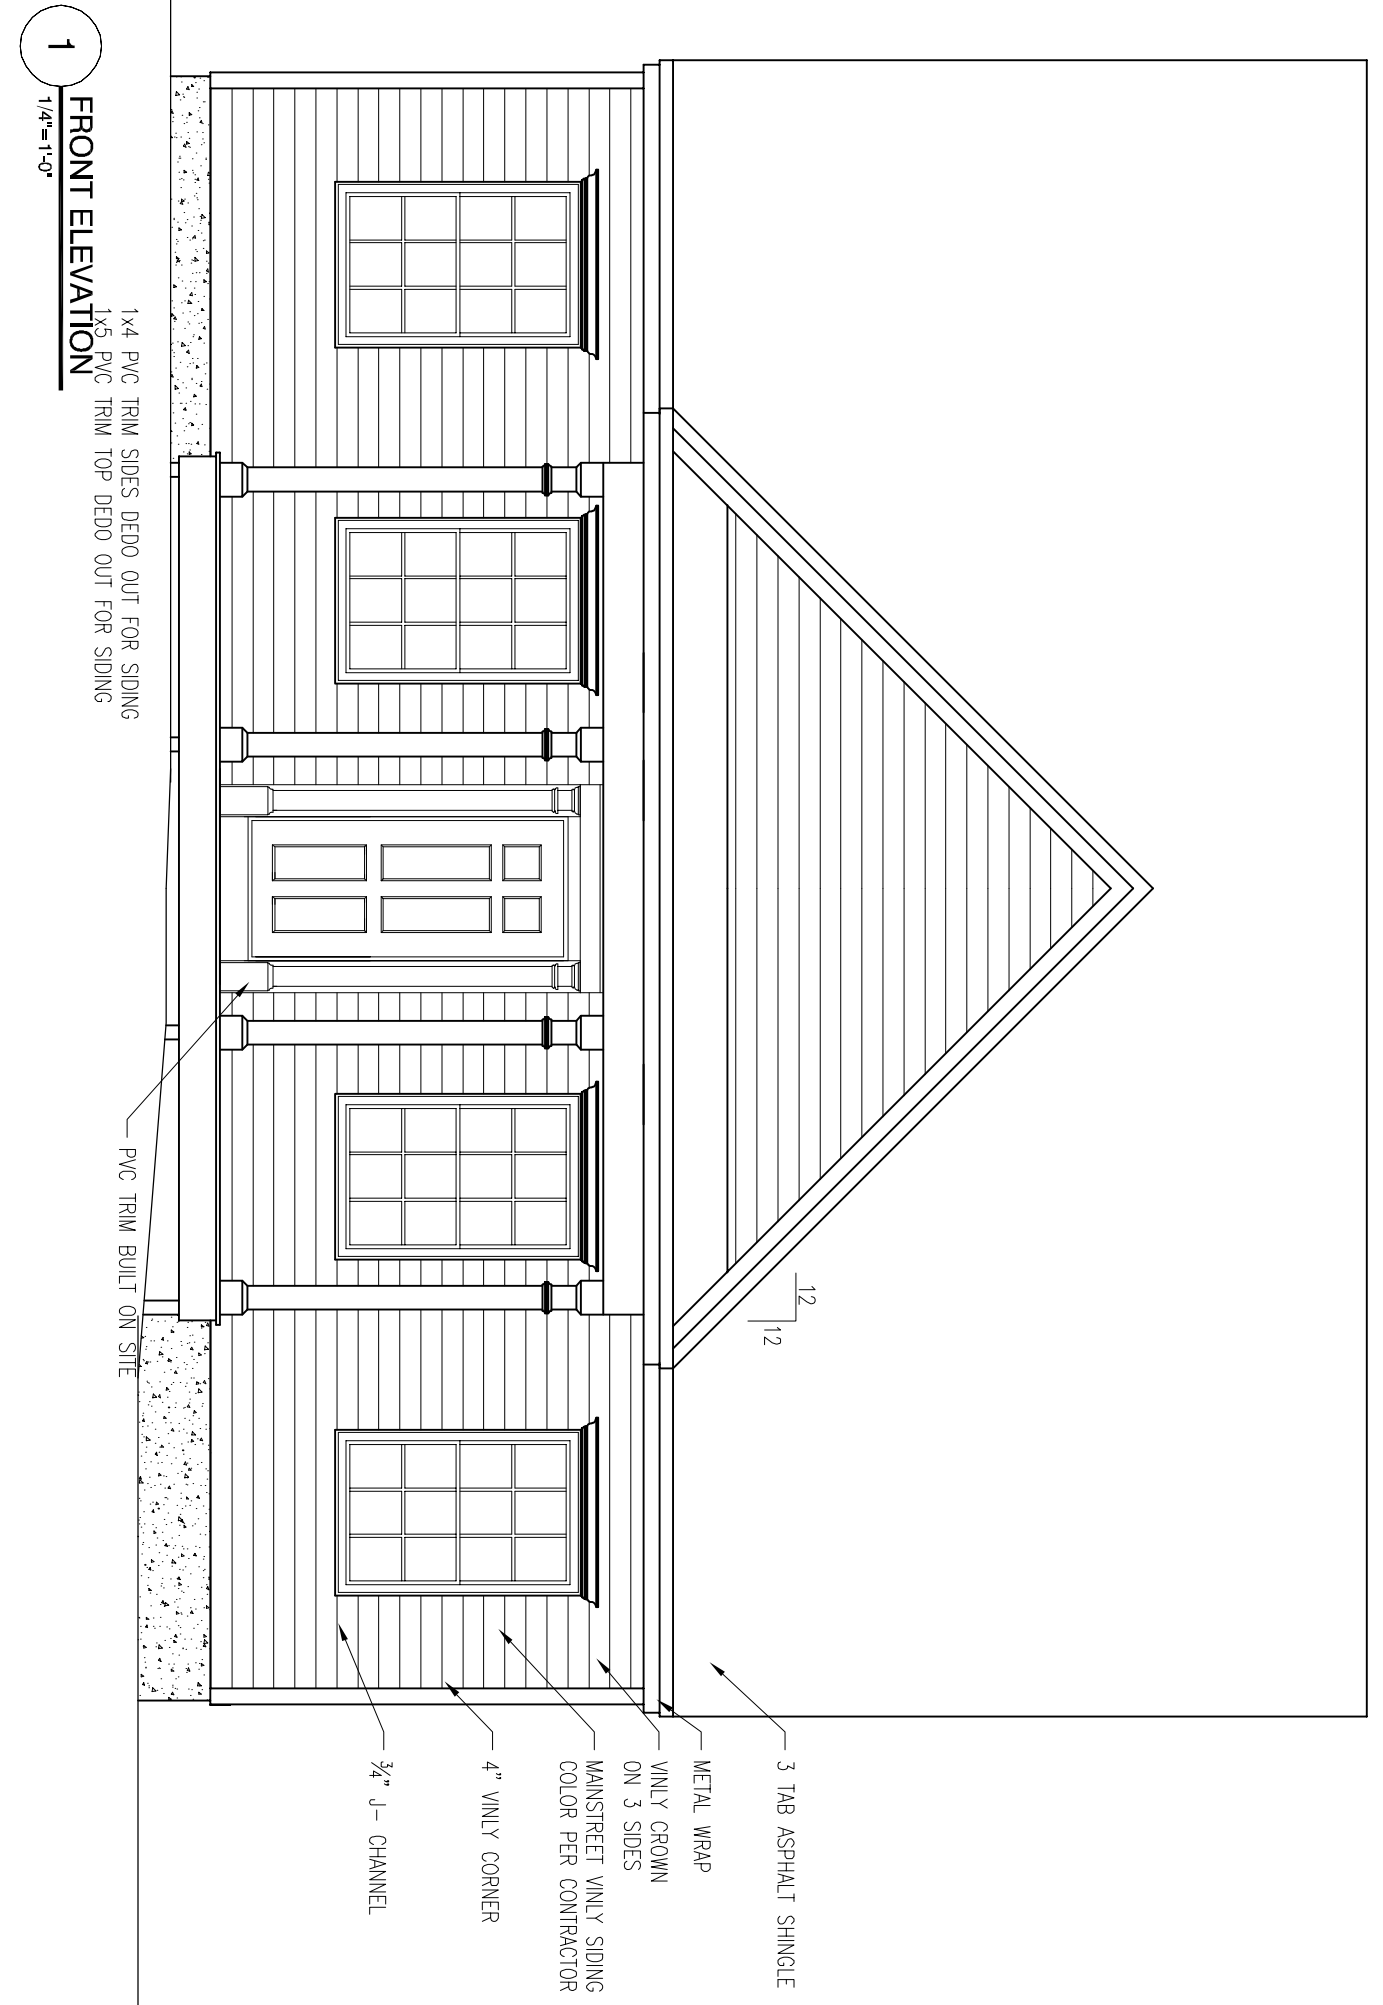 12
12
3 TAB ASPHALT SHINGLE
METAL WRAP
VINLY CROWN
ON 3 SIDES
MAINSTREET VINLY SIDING
COLOR PER CONTRACTOR
4" VINLY CORNER
3/4" J- CHANNEL
PVC TRIM BUILT ON SITE
1x4 PVC TRIM SIDES DEDO OUT FOR SIDING
1x5 PVC TRIM TOP DEDO OUT FOR SIDING
1
FRONT ELEVATION
1/4"=1'-0"